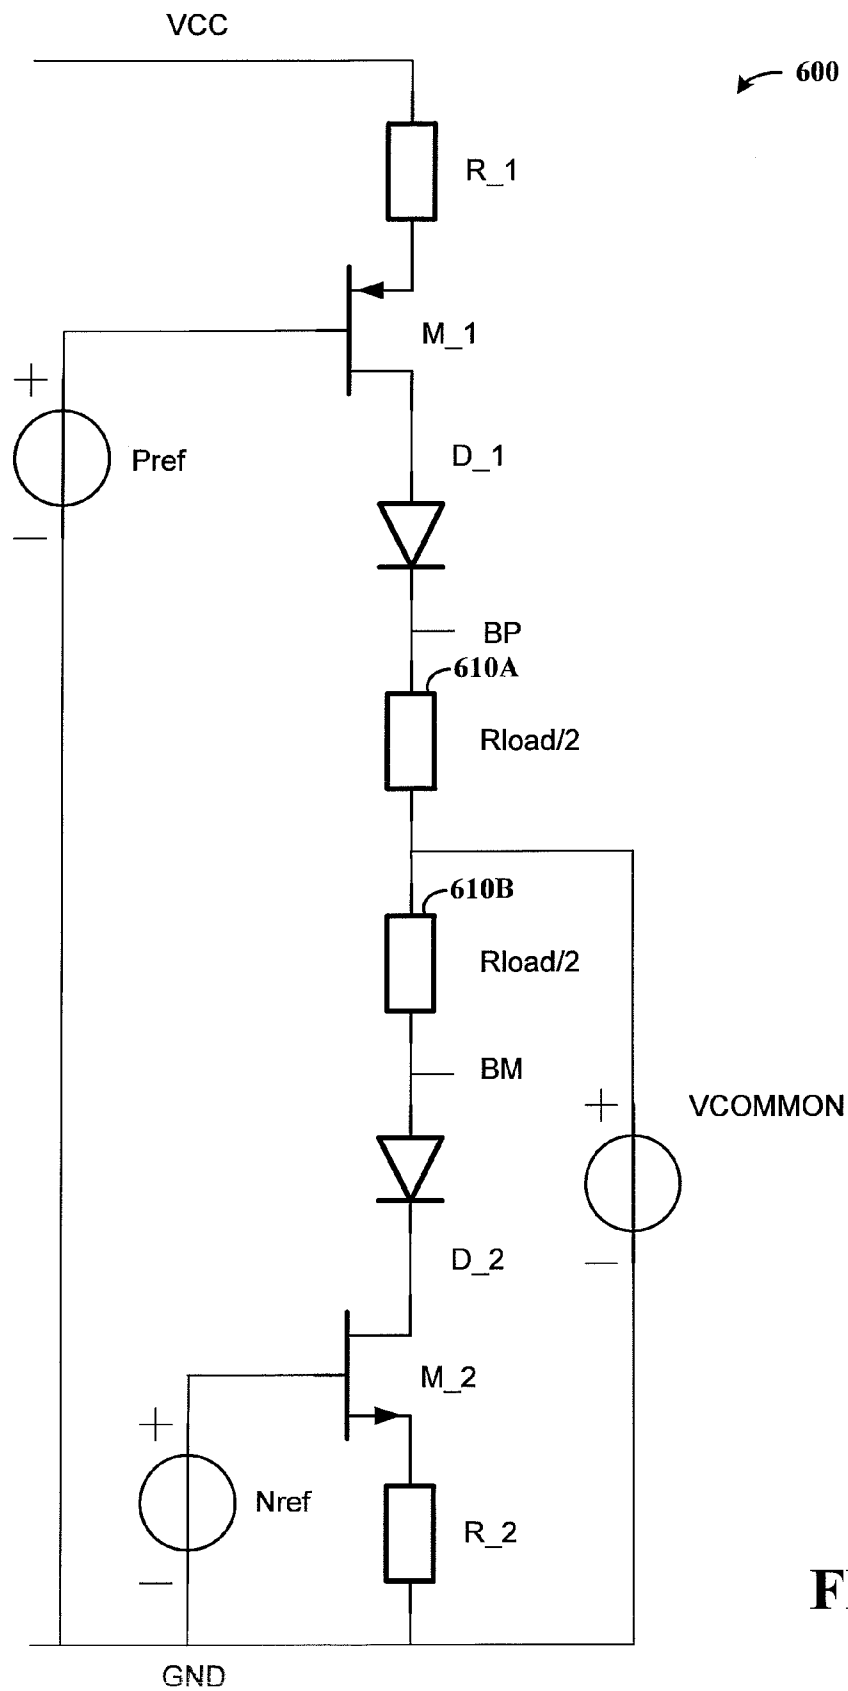 VCC
600
R_1
M_1
+
Pref
−
D_1
BP
610A
Rload/2
610B
Rload/2
BM
+
VCOMMON
−
D_2
M_2
+
Nref
−
R_2
GND